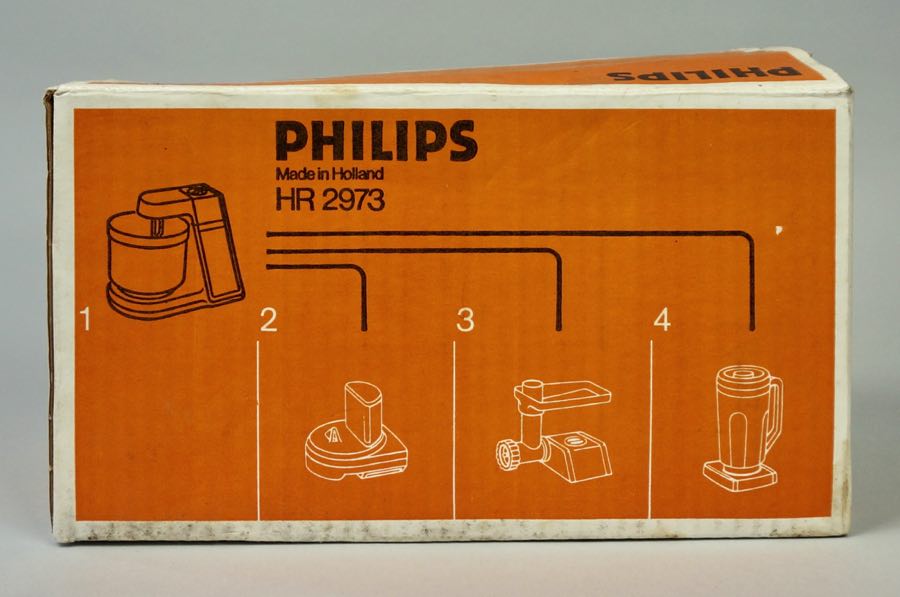 PHILIPS
PHILIPS
Made in Holland
HR 2973
1
2
3
4